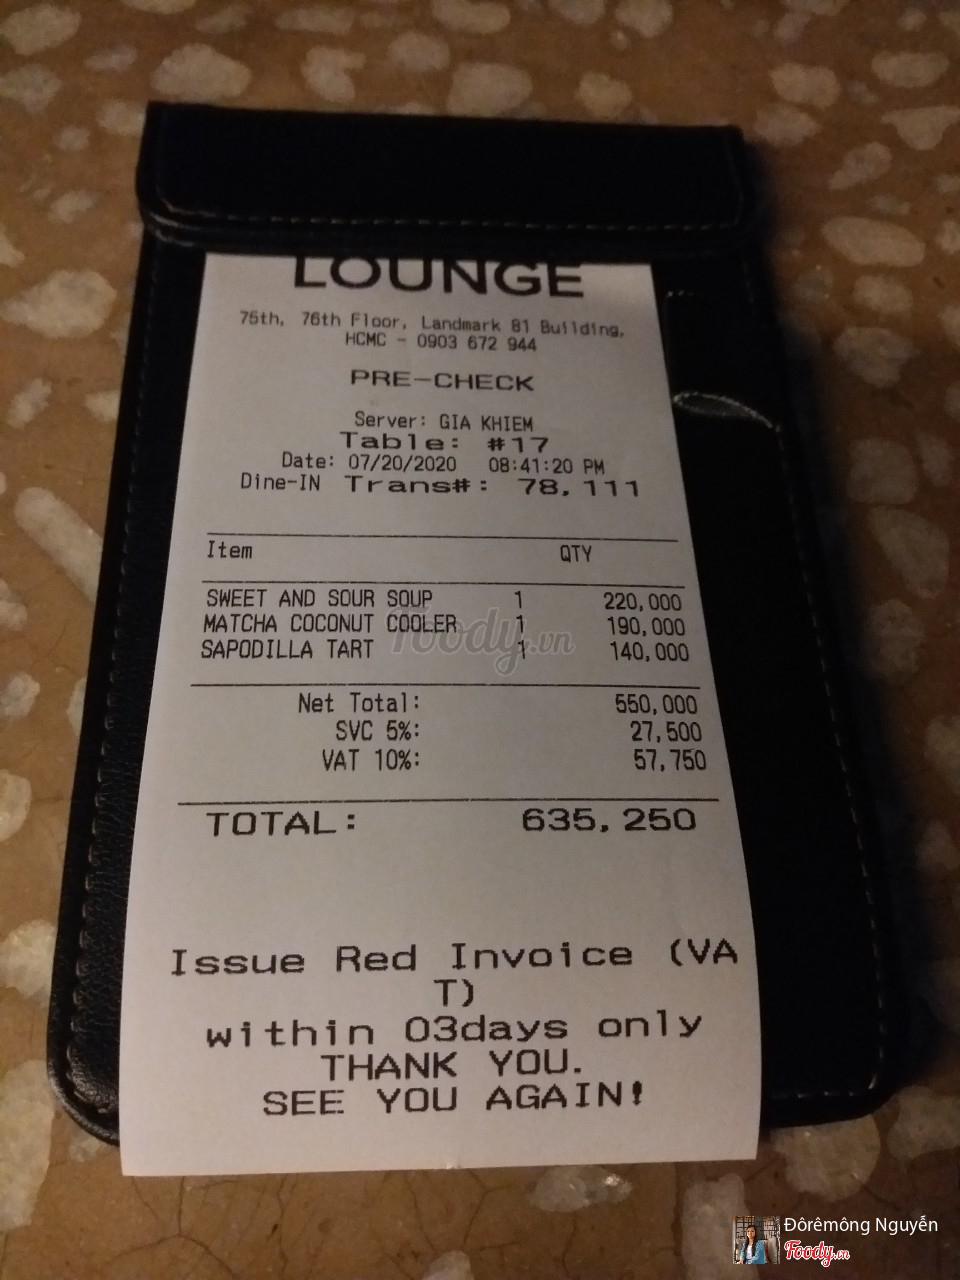 LOUNGE
75th, 76th Floor, Landmark 81 Building,
HCMC - 0903 672 944
PRE-CHECK
Server: GIA KHIEM
Table: #17
Date: 07/20/2020 08:41:20 PM
Dine-IN Trans#: 78,111
Item QTY
SWEET AND SOUR SOUP 1 220,000
MATCHA COCONUT COOLER 1 190,000
SAPODILLA TART 1 140,000
Foody.vn
Net Total: 550,000
SVC 5%: 27,500
VAT 10%: 57,750
TOTAL: 635,250
Issue Red Invoice (VA
T)
within 03days only
THANK YOU.
SEE YOU AGAIN!
Đôrêmông Nguyễn
Foody.vn